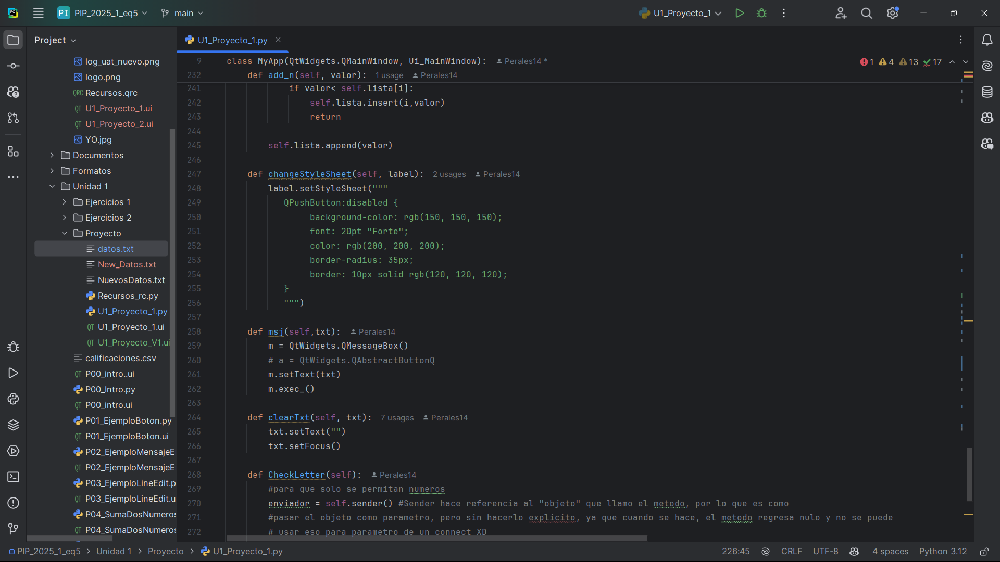 PI PIP_2025_1_eq5 main U1_Proyecto_1
Project
U1_Proyecto_1.py
log_uat_nuevo.png
logo.png
QRC Recursos.qrc
QT U1_Proyecto_1.ui
QT U1_Proyecto_2.ui
YO.jpg
Documentos
Formatos
Unidad 1
Ejercicios 1
Ejercicios 2
Proyecto
datos.txt
New_Datos.txt
NuevosDatos.txt
Recursos_rc.py
U1_Proyecto_1.py
QT U1_Proyecto_1.ui
QT U1_Proyecto_V1.ui
calificaciones.csv
QT P00_intro..ui
P00_Intro.py
QT P00_intro.ui
P01_EjemploBoton.py
QT P01_EjemploBoton.ui
P02_EjemploMensajeE
QT P02_EjemploMensajeE
P03_EjemploLineEdit.p
QT P03_EjemploLineEdit.u
P04_SumaDosNumeros
QT P04_SumaDosNumeros
9 class MyApp(QtWidgets.QMainWindow, Ui_MainWindow): Perales14 *
1 4 13 17
232 def add_n(self, valor): 1 usage Perales14
241 if valor< self.lista[i]:
242 self.lista.insert(i,valor)
243 return
244
245 self.lista.append(valor)
246
247 def changeStyleSheet(self, label): 2 usages Perales14
248 label.setStyleSheet("""
249 QPushButton:disabled {
250 background-color: rgb(150, 150, 150);
251 font: 20pt "Forte";
252 color: rgb(200, 200, 200);
253 border-radius: 35px;
254 border: 10px solid rgb(120, 120, 120);
255 }
256 """)
257
258 def msj(self,txt): Perales14
259 m = QtWidgets.QMessageBox()
260 # a = QtWidgets.QAbstractButtonQ
261 m.setText(txt)
262 m.exec_()
263
264 def clearTxt(self, txt): 7 usages Perales14
265 txt.setText("")
266 txt.setFocus()
267
268 def CheckLetter(self): Perales14
269 #para que solo se permitan numeros
270 enviador = self.sender() #Sender hace referencia al "objeto" que llamo el metodo, por lo que es como
271 #pasar el objeto como parametro, pero sin hacerlo explicito, ya que cuando se hace, el metodo regresa nulo y no se puede
272 # usar eso para parametro de un connect XD
PIP_2025_1_eq5 > Unidad 1 > Proyecto > U1_Proyecto_1.py
226:45 CRLF UTF-8 4 spaces Python 3.12